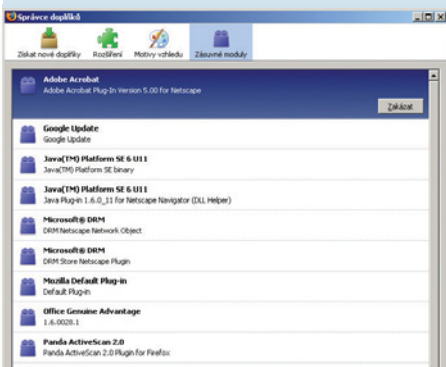 Správce doplňků
Získat nové doplňky Rozšíření Motivy vzhledu Zásuvné moduly
Adobe Acrobat
Adobe Acrobat Plug-In Version 5.00 for Netscape
Zakázat
Google Update
Google Update
Java(TM) Platform SE 6 U11
Java(TM) Platform SE binary
Java(TM) Platform SE 6 U11
Java Plug-in 1.6.0_11 for Netscape Navigator (DLL Helper)
Microsoft® DRM
DRM Netscape Network Object
Microsoft® DRM
DRM Store Netscape Plugin
Mozilla Default Plug-in
Default Plug-in
Office Genuine Advantage
1.6.0028.1
Panda ActiveScan 2.0
Panda ActiveScan 2.0 Plugin for Firefox